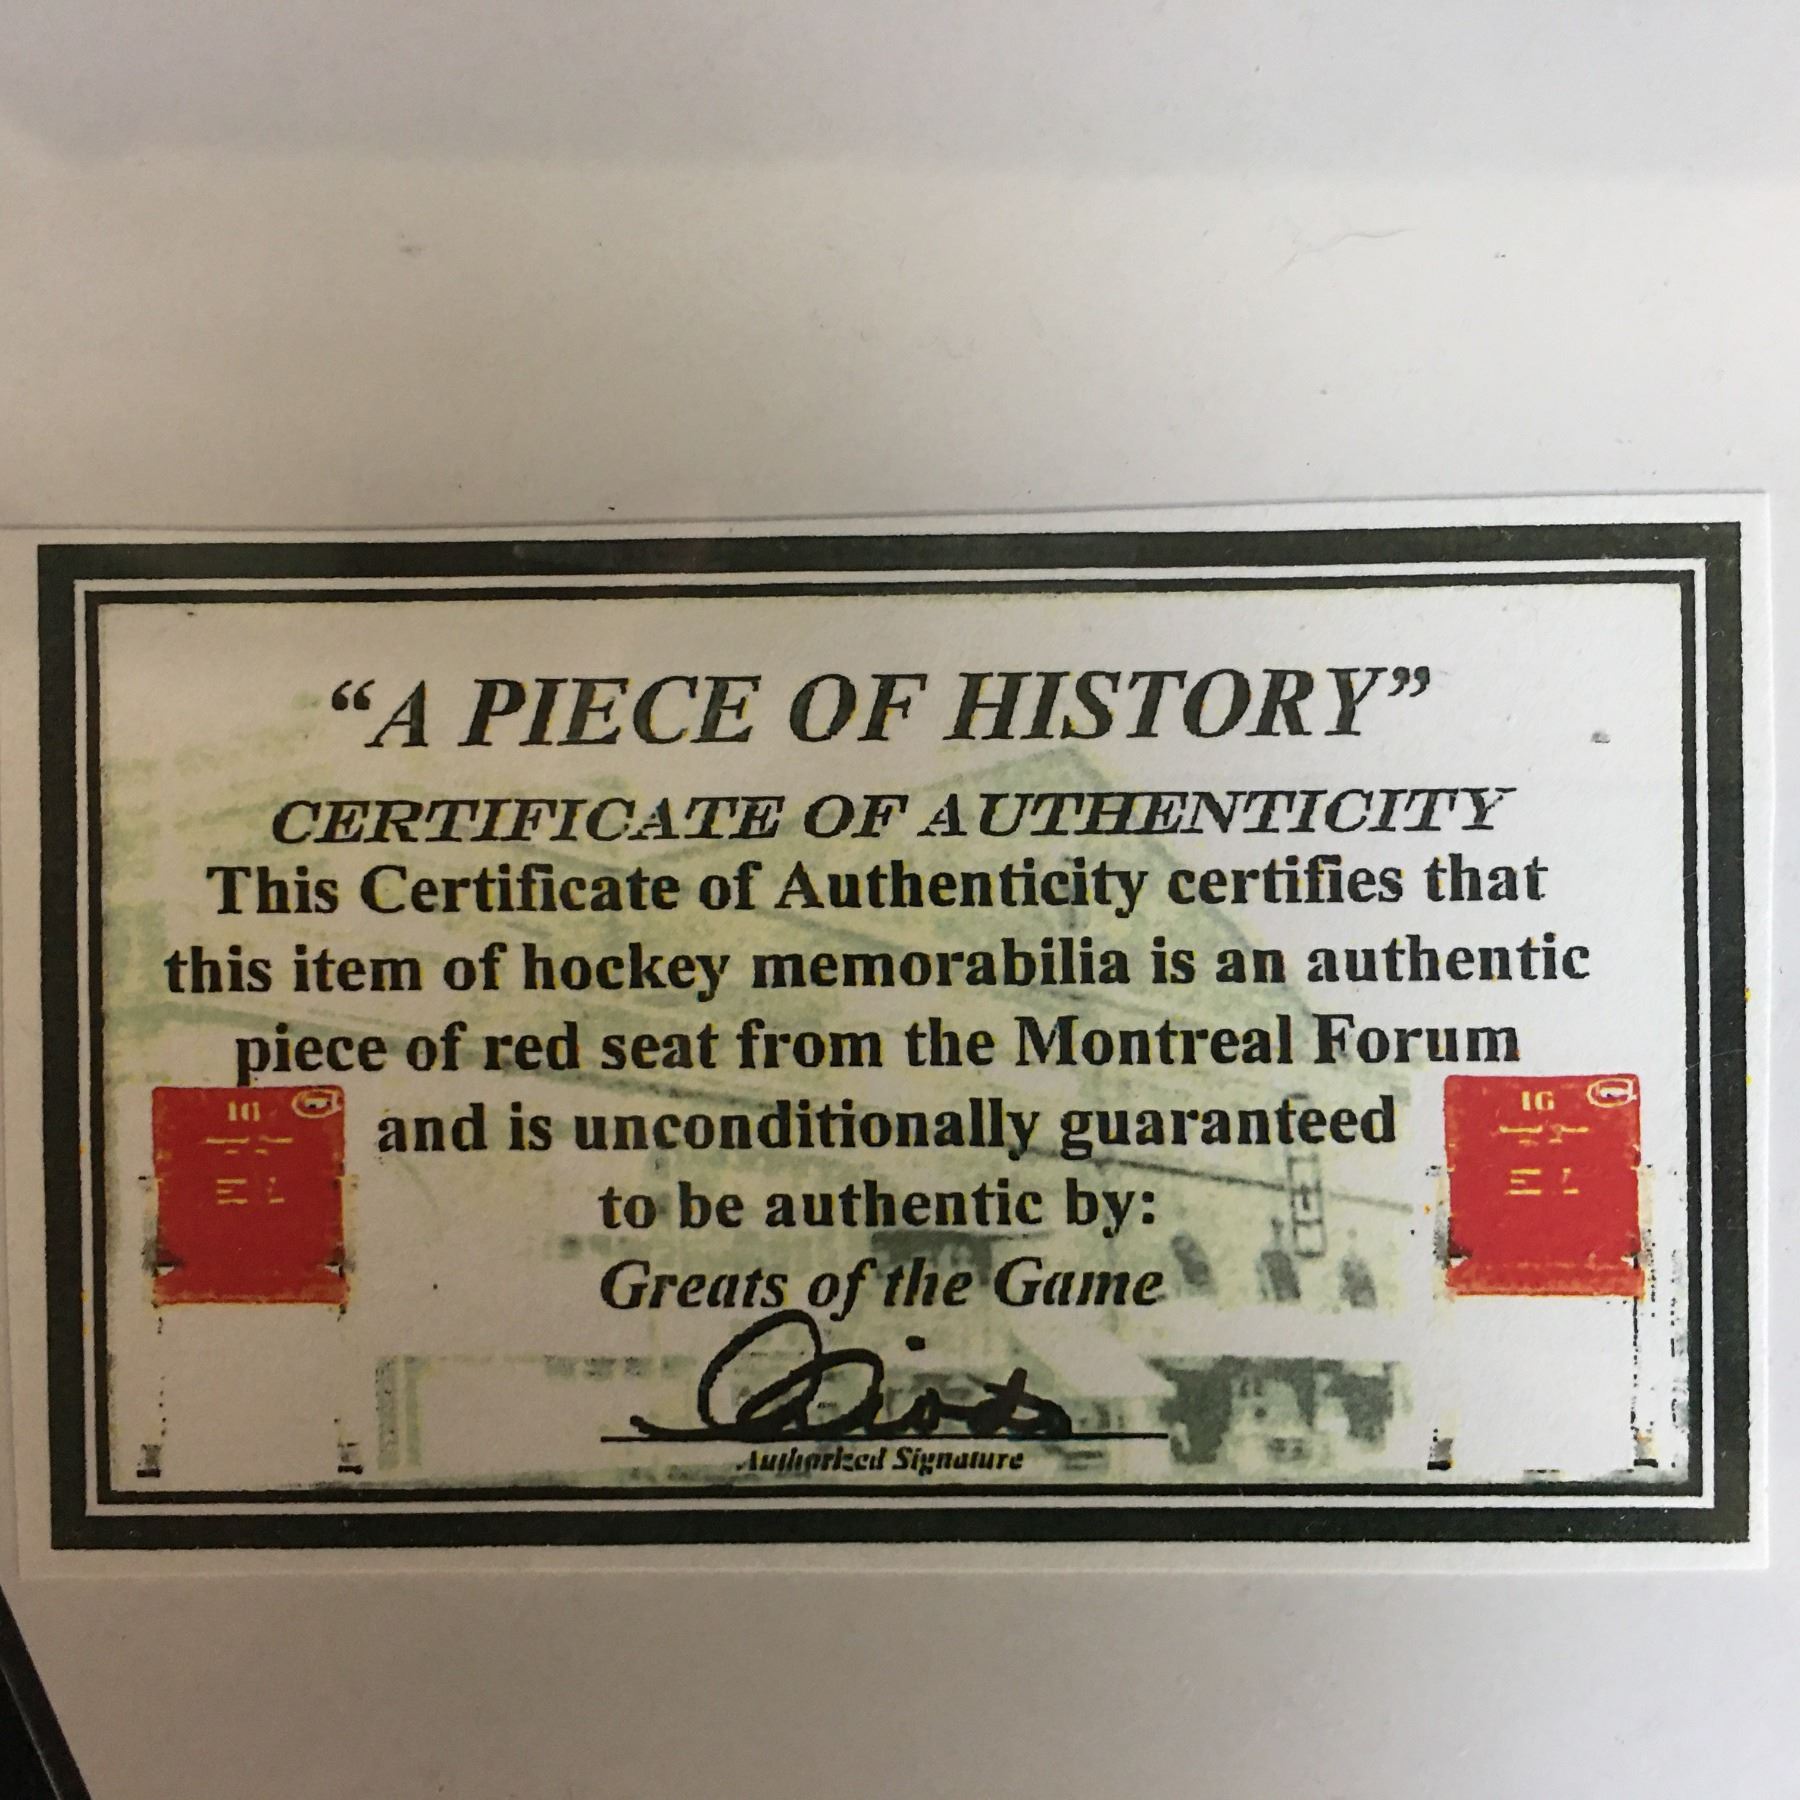 “A PIECE OF HISTORY”
CERTIFICATE OF AUTHENTICITY
This Certificate of Authenticity certifies that
this item of hockey memorabilia is an authentic
piece of red seat from the Montreal Forum
and is unconditionally guaranteed
to be authentic by:
Greats of the Game
Authorized Signature
16